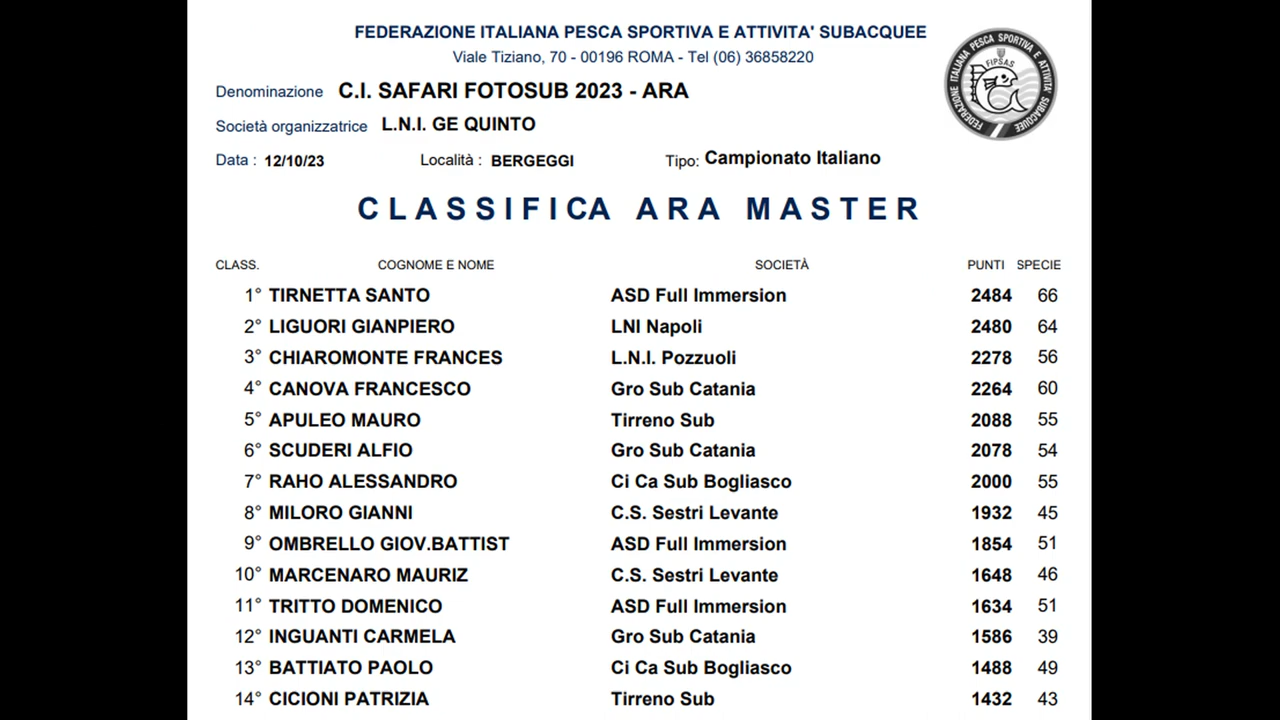 FEDERAZIONE ITALIANA PESCA SPORTIVA E ATTIVITA' SUBACQUEE
Viale Tiziano, 70 - 00196 ROMA - Tel (06) 36858220
FEDERAZIONE ITALIANA PESCA SPORTIVA E ATTIVITÀ SUBACQUEE
FIPSAS
Denominazione C.I. SAFARI FOTOSUB 2023 - ARA
Società organizzatrice L.N.I. GE QUINTO
Data : 12/10/23 Località : BERGEGGI Tipo: Campionato Italiano
CLASSIFICA ARA MASTER
CLASS. COGNOME E NOME SOCIETÀ PUNTI SPECIE
1° TIRNETTA SANTO ASD Full Immersion 2484 66
2° LIGUORI GIANPIERO LNI Napoli 2480 64
3° CHIAROMONTE FRANCES L.N.I. Pozzuoli 2278 56
4° CANOVA FRANCESCO Gro Sub Catania 2264 60
5° APULEO MAURO Tirreno Sub 2088 55
6° SCUDERI ALFIO Gro Sub Catania 2078 54
7° RAHO ALESSANDRO Ci Ca Sub Bogliasco 2000 55
8° MILORO GIANNI C.S. Sestri Levante 1932 45
9° OMBRELLO GIOV.BATTIST ASD Full Immersion 1854 51
10° MARCENARO MAURIZ C.S. Sestri Levante 1648 46
11° TRITTO DOMENICO ASD Full Immersion 1634 51
12° INGUANTI CARMELA Gro Sub Catania 1586 39
13° BATTIATO PAOLO Ci Ca Sub Bogliasco 1488 49
14° CICIONI PATRIZIA Tirreno Sub 1432 43